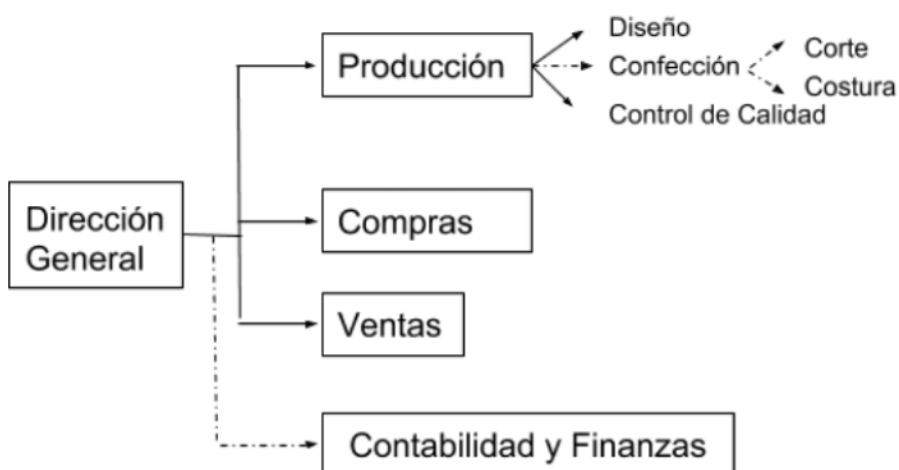 Dirección
General
Producción
Diseño
Confección
Corte
Costura
Control de Calidad
Compras
Ventas
Contabilidad y Finanzas